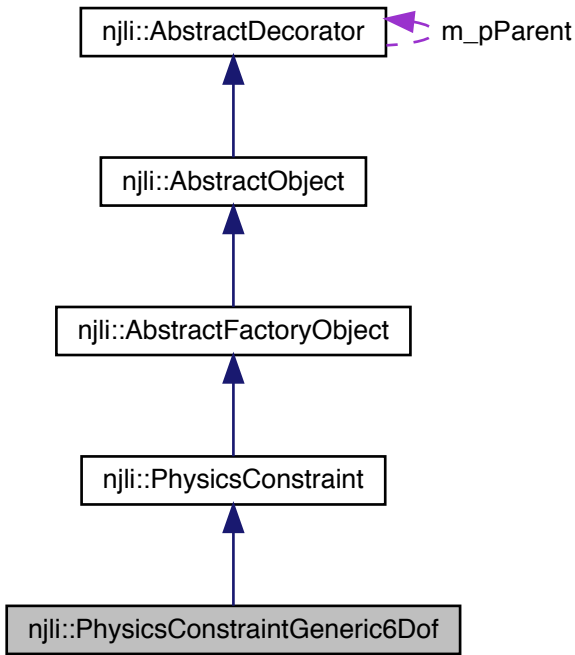 njli::AbstractDecorator
m_pParent
njli::AbstractObject
njli::AbstractFactoryObject
njli::PhysicsConstraint
njli::PhysicsConstraintGeneric6Dof